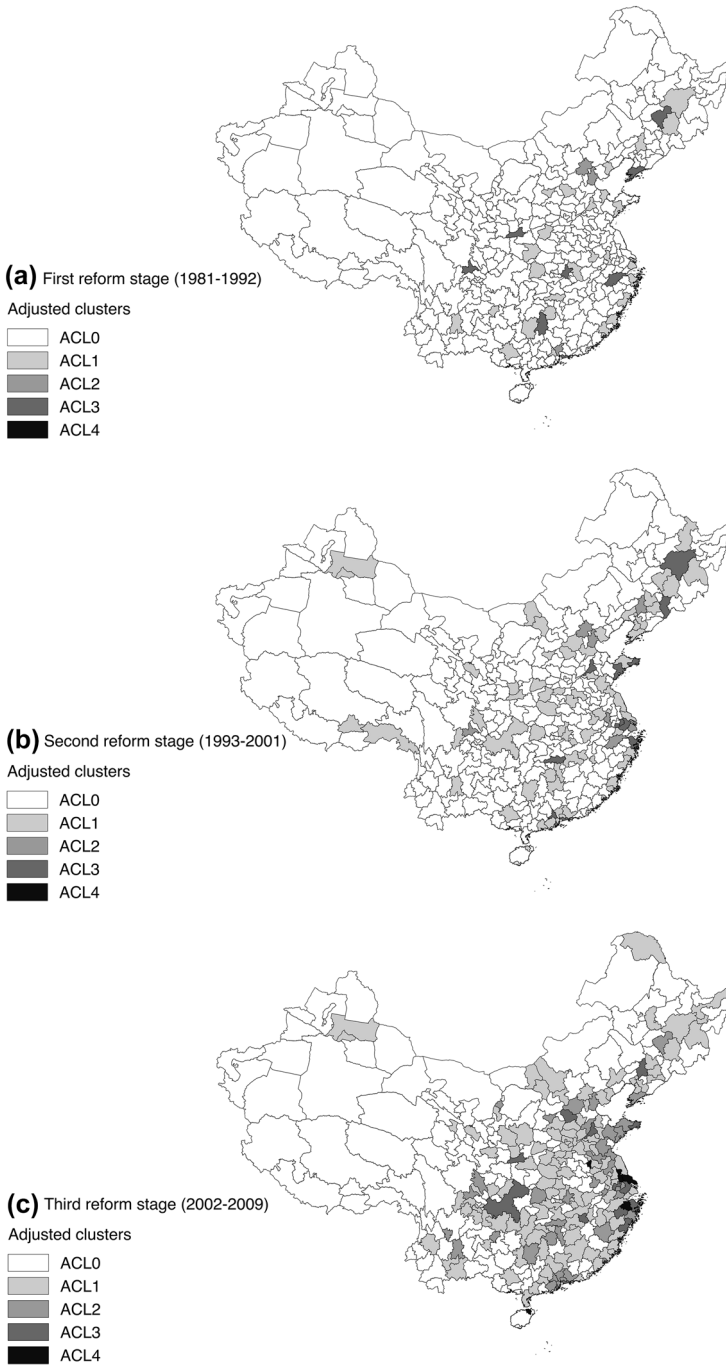 (a) First reform stage (1981-1992)
Adjusted clusters
ACL0
ACL1
ACL2
ACL3
ACL4
(b) Second reform stage (1993-2001)
Adjusted clusters
ACL0
ACL1
ACL2
ACL3
ACL4
(c) Third reform stage (2002-2009)
Adjusted clusters
ACL0
ACL1
ACL2
ACL3
ACL4